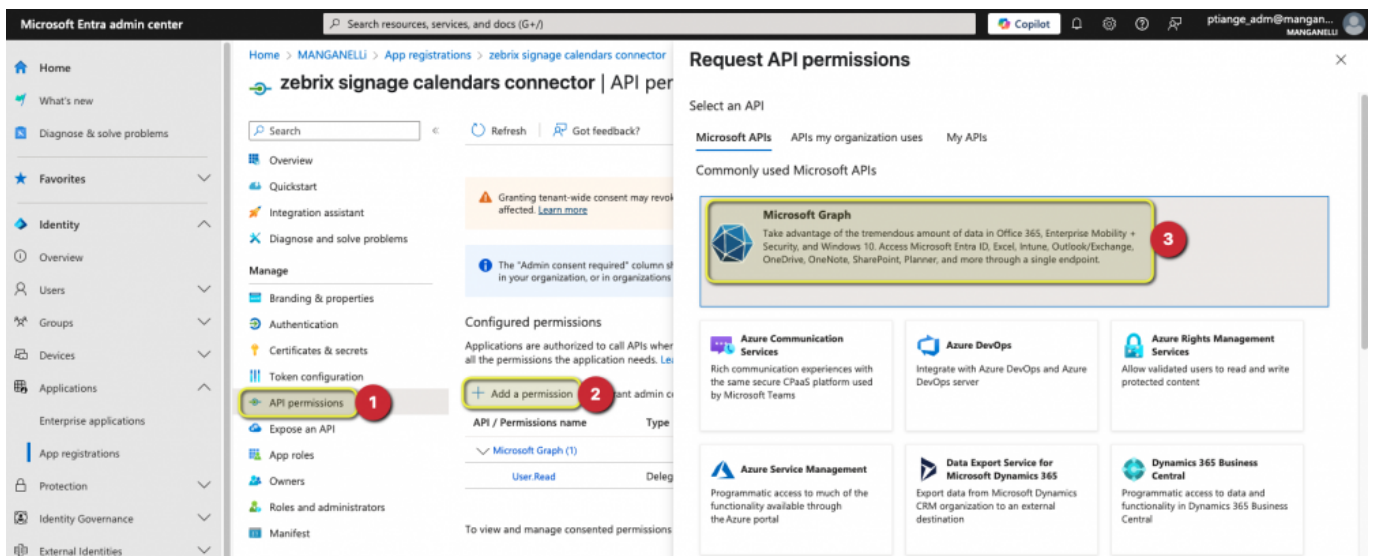 Microsoft Entra admin center
Search resources, services, and docs (G+/)
Copilot
ptiange_adm@mangan...
MANGANELLI
Home
What's new
Diagnose & solve problems
Favorites
Identity
Overview
Users
Groups
Devices
Applications
Enterprise applications
App registrations
Protection
Identity Governance
External Identities
Home > MANGANELLi > App registrations > zebrix signage calendars connector
zebrix signage calendars connector | API per
Search
Overview
Quickstart
Integration assistant
Diagnose and solve problems
Manage
Branding & properties
Authentication
Certificates & secrets
Token configuration
API permissions
1
Expose an API
App roles
Owners
Roles and administrators
Manifest
Refresh
Got feedback?
Granting tenant-wide consent may revok
affected. Learn more
The "Admin consent required" column sh
in your organization, or in organizations
Configured permissions
Applications are authorized to call APIs wher
all the permissions the application needs. Lea
Add a permission
2
ant admin co
API / Permissions name
Type
Microsoft Graph (1)
User.Read
Deleg
To view and manage consented permissions
Request API permissions
Select an API
Microsoft APIs
APIs my organization uses
My APIs
Commonly used Microsoft APIs
Microsoft Graph
Take advantage of the tremendous amount of data in Office 365, Enterprise Mobility +
Security, and Windows 10. Access Microsoft Entra ID, Excel, Intune, Outlook/Exchange,
OneDrive, OneNote, SharePoint, Planner, and more through a single endpoint.
3
Azure Communication
Services
Rich communication experiences with
the same secure CPaaS platform used
by Microsoft Teams
Azure DevOps
Integrate with Azure DevOps and Azure
DevOps server
Azure Rights Management
Services
Allow validated users to read and write
protected content
Azure Service Management
Programmatic access to much of the
functionality available through
the Azure portal
Data Export Service for
Microsoft Dynamics 365
Export data from Microsoft Dynamics
CRM organization to an external
destination
Dynamics 365 Business
Central
Programmatic access to data and
functionality in Dynamics 365 Business
Central